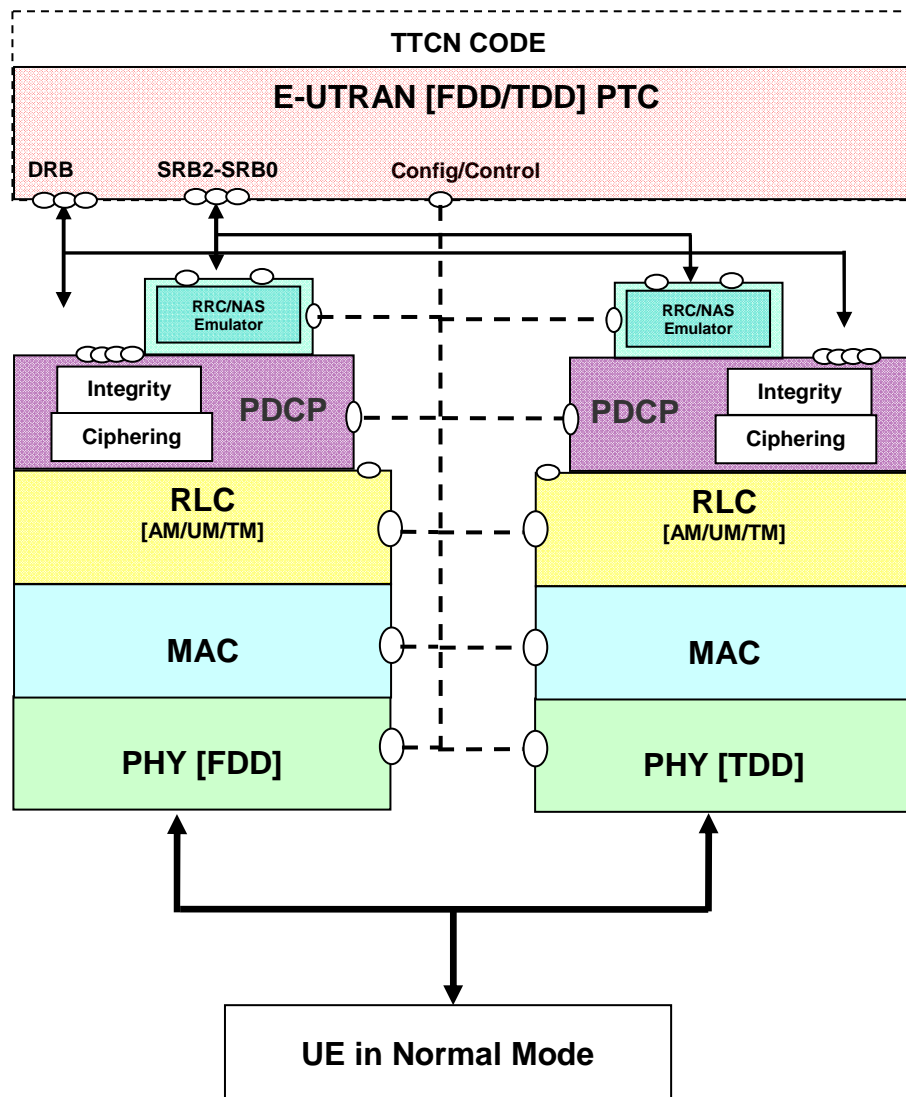 TTCN CODE
E-UTRAN [FDD/TDD] PTC
DRB
SRB2-SRB0
Config/Control
RRC/NAS
Emulator
RRC/NAS
Emulator
Integrity
Ciphering
PDCP
PDCP
Integrity
Ciphering
RLC
[AM/UM/TM]
RLC
[AM/UM/TM]
MAC
MAC
PHY [FDD]
PHY [TDD]
UE in Normal Mode